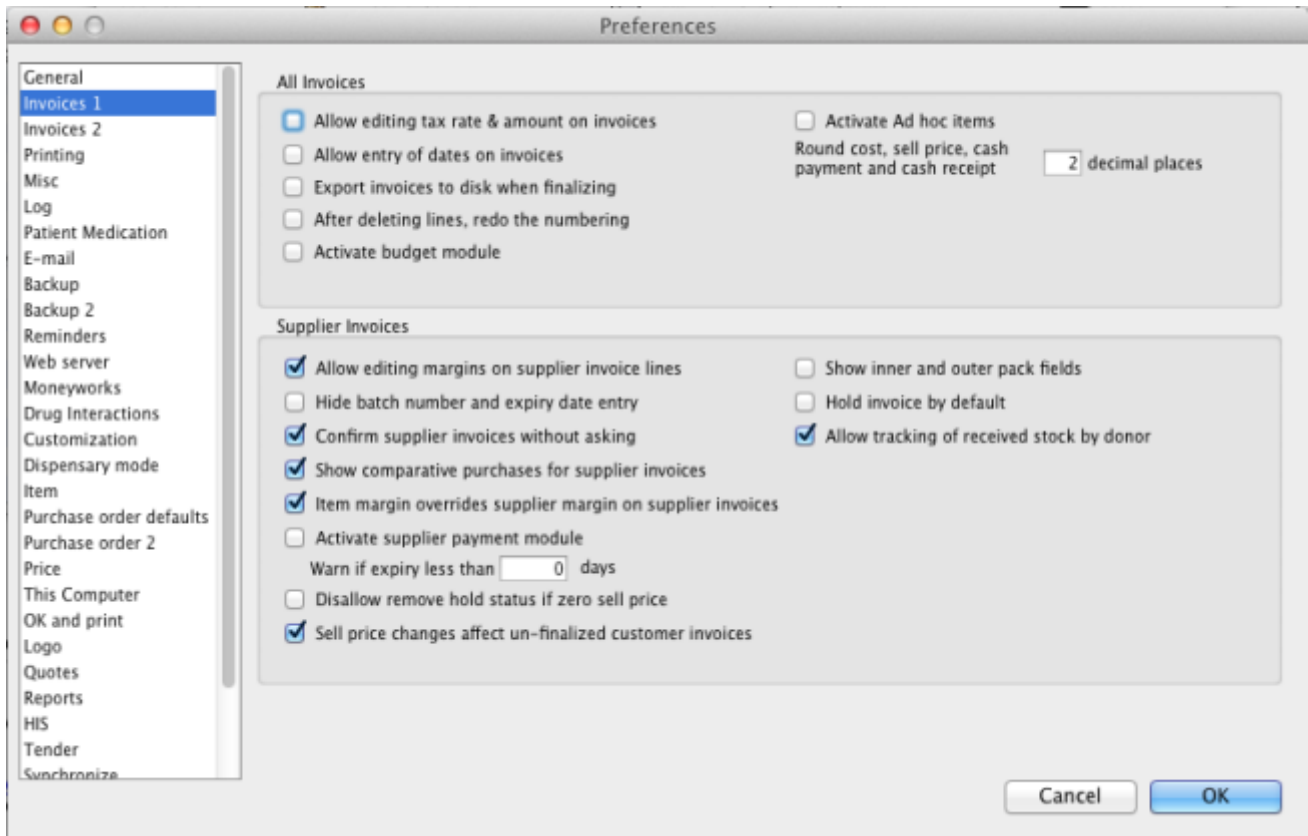 Preferences
General
Invoices 1
Invoices 2
Printing
Misc
Log
Patient Medication
E-mail
Backup
Backup 2
Reminders
Web server
Moneyworks
Drug Interactions
Customization
Dispensary mode
Item
Purchase order defaults
Purchase order 2
Price
This Computer
OK and print
Logo
Quotes
Reports
HIS
Tender
Synchronize
All Invoices
Allow editing tax rate & amount on invoices
Allow entry of dates on invoices
Export invoices to disk when finalizing
After deleting lines, redo the numbering
Activate budget module
Activate Ad hoc items
Round cost, sell price, cash
payment and cash receipt 2 decimal places
Supplier Invoices
Allow editing margins on supplier invoice lines
Hide batch number and expiry date entry
Confirm supplier invoices without asking
Show comparative purchases for supplier invoices
Item margin overrides supplier margin on supplier invoices
Activate supplier payment module
Warn if expiry less than 0 days
Disallow remove hold status if zero sell price
Sell price changes affect un-finalized customer invoices
Show inner and outer pack fields
Hold invoice by default
Allow tracking of received stock by donor
Cancel
OK